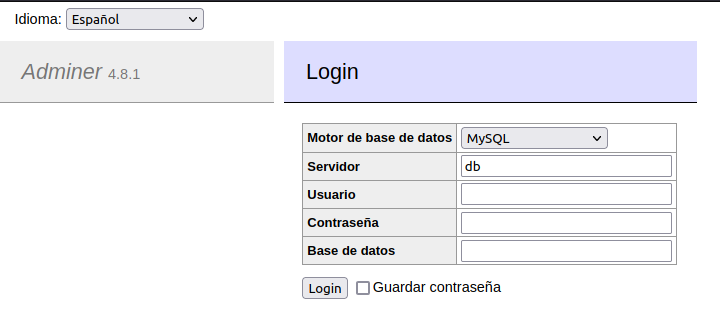 Idioma: Español
Adminer 4.8.1
Login
Motor de base de datos MySQL
Servidor db
Usuario
Contraseña
Base de datos
Login Guardar contraseña